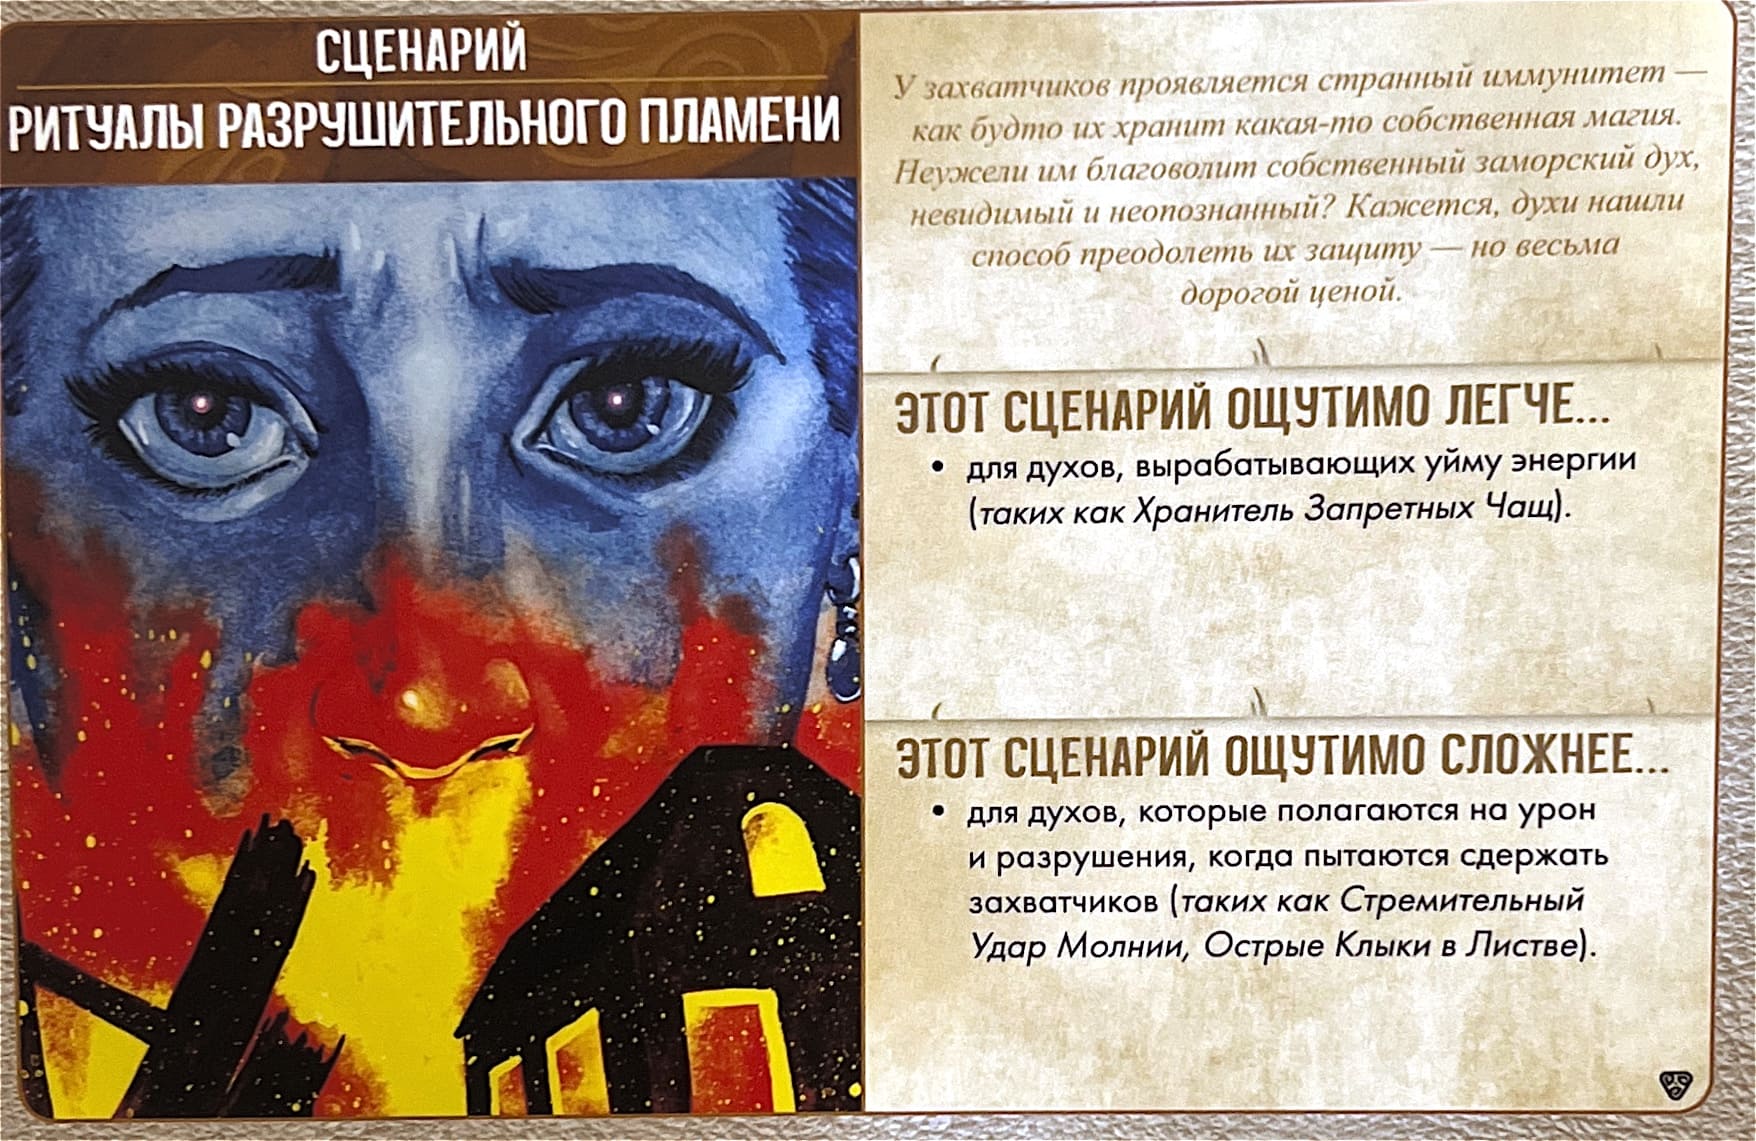 СЦЕНАРИЙ
РИТУАЛЫ РАЗРУШИТЕЛЬНОГО ПЛАМЕНИ
У захватчиков проявляется странный иммунитет —
как будто их хранит какая-то собственная магия.
Неужели им благоволит собственный заморский дух,
невидимый и неопознанный? Кажется, духи нашли
способ преодолеть их защиту — но весьма
дорогой ценой.
ЭТОТ СЦЕНАРИЙ ОЩУТИМО ЛЕГЧЕ...
• для духов, вырабатывающих уйму энергии
(таких как Хранитель Запретных Чащ).
ЭТОТ СЦЕНАРИЙ ОЩУТИМО СЛОЖНЕЕ...
• для духов, которые полагаются на урон
и разрушения, когда пытаются сдержать
захватчиков (таких как Стремительный
Удар Молнии, Острые Клыки в Листве).